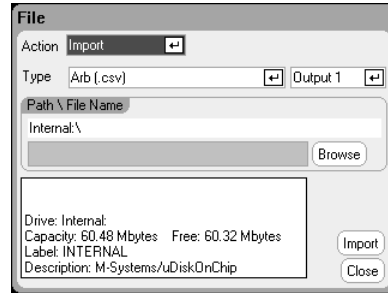 File
Action Import
Type Arb (.csv) Output 1
Path \ File Name
Internal:\
Browse
Drive: Internal:
Capacity: 60.48 Mbytes Free: 60.32 Mbytes
Label: INTERNAL
Description: M-Systems/uDiskOnChip
Import
Close